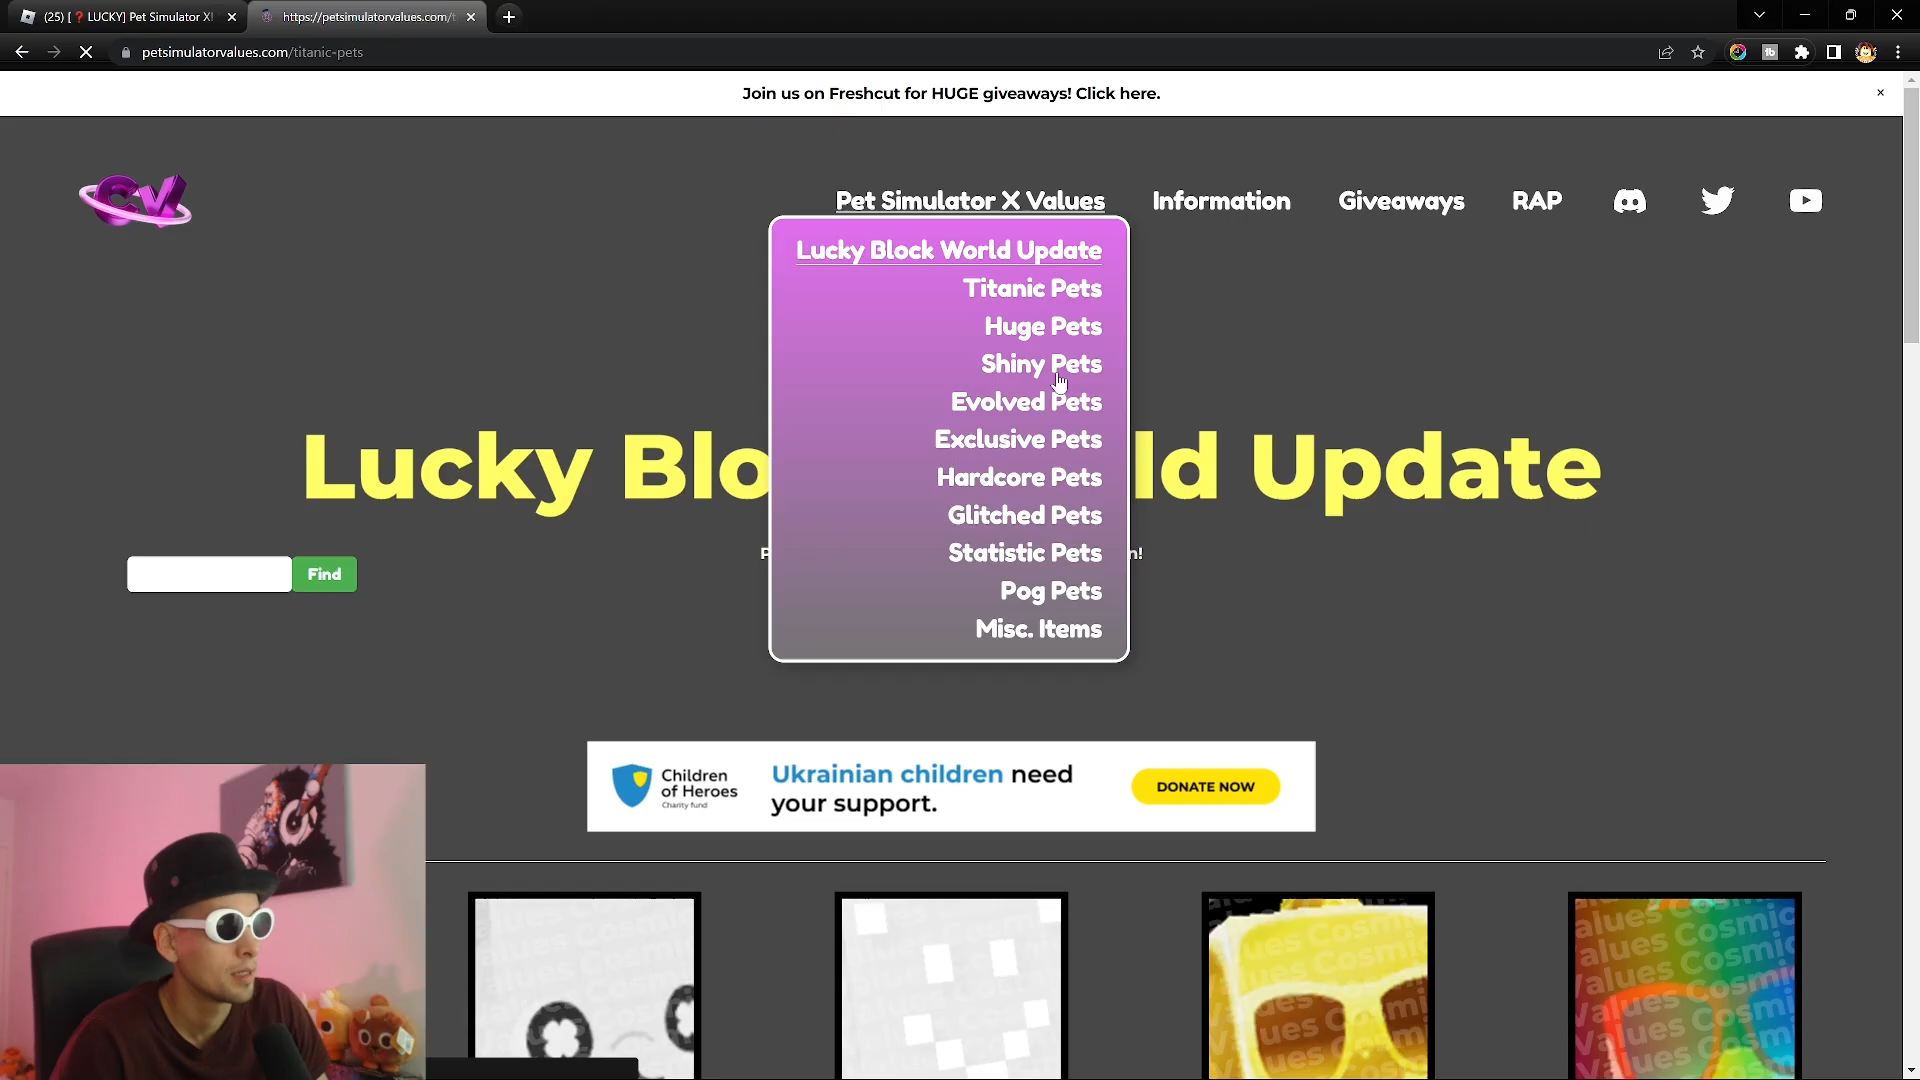 (25) [❓LUCKY] Pet Simulator X!
https://petsimulatorvalues.com/t
petsimulatorvalues.com/titanic-pets
Join us on Freshcut for HUGE giveaways! Click here.
CV
Pet Simulator X Values
Information
Giveaways
RAP
Lucky Block World Update
Titanic Pets
Huge Pets
Shiny Pets
Evolved Pets
Exclusive Pets
Hardcore Pets
Glitched Pets
Statistic Pets
Pog Pets
Misc. Items
Lucky Blo
ld Update
n!
Find
Children
of Heroes
Charity fund
Ukrainian children need
your support.
DONATE NOW